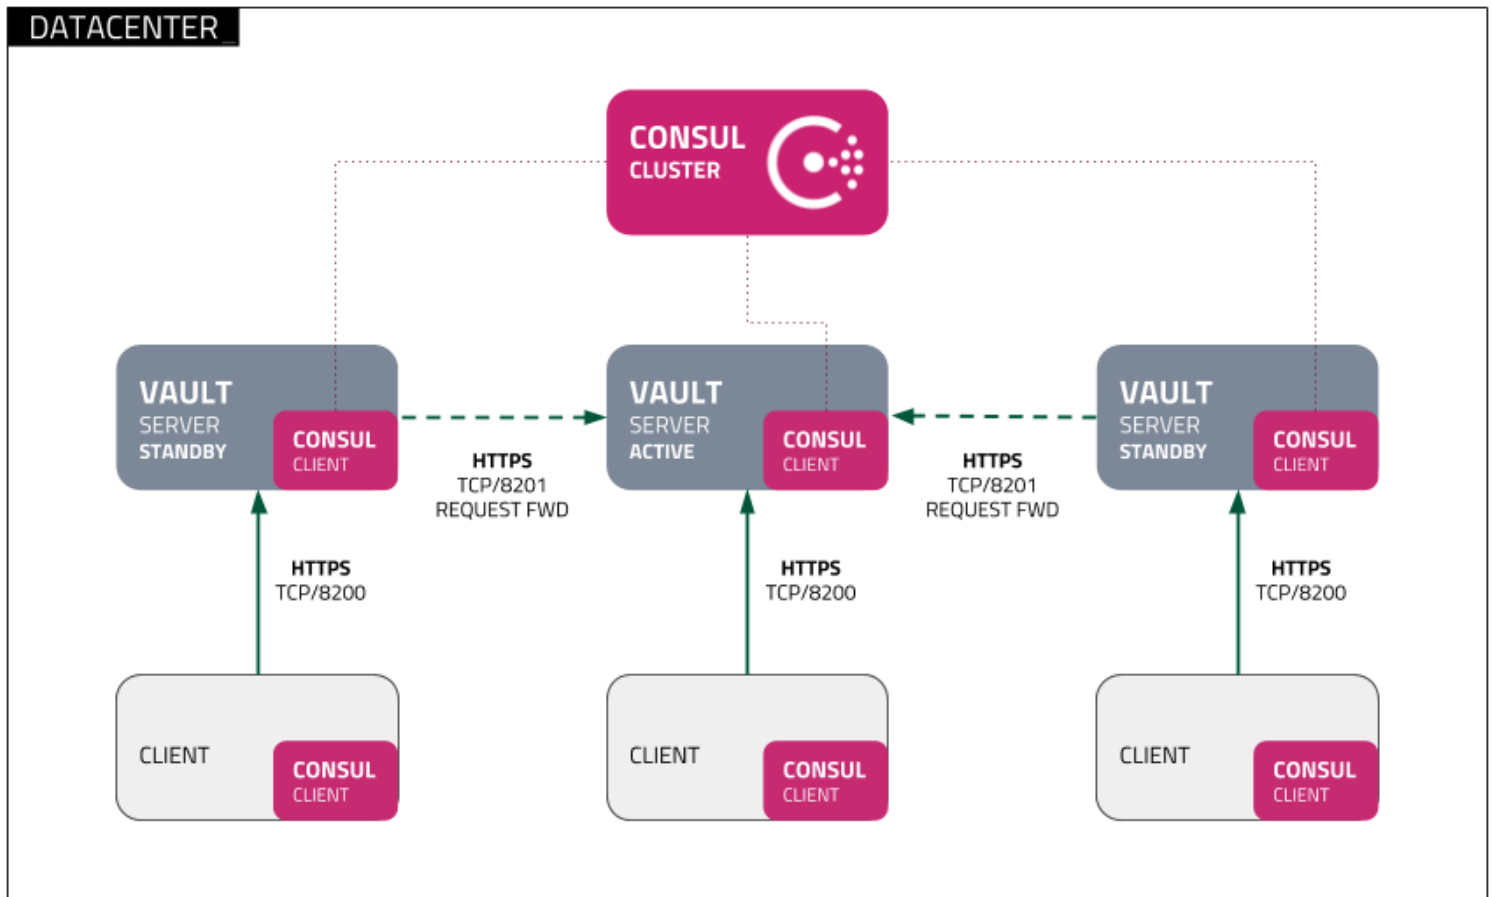 DATACENTER_
CONSUL
CLUSTER
VAULT
SERVER
STANDBY
CONSUL
CLIENT
HTTPS
TCP/8201
REQUEST FWD
VAULT
SERVER
ACTIVE
CONSUL
CLIENT
HTTPS
TCP/8201
REQUEST FWD
VAULT
SERVER
STANDBY
CONSUL
CLIENT
HTTPS
TCP/8200
HTTPS
TCP/8200
HTTPS
TCP/8200
CLIENT
CONSUL
CLIENT
CLIENT
CONSUL
CLIENT
CLIENT
CONSUL
CLIENT